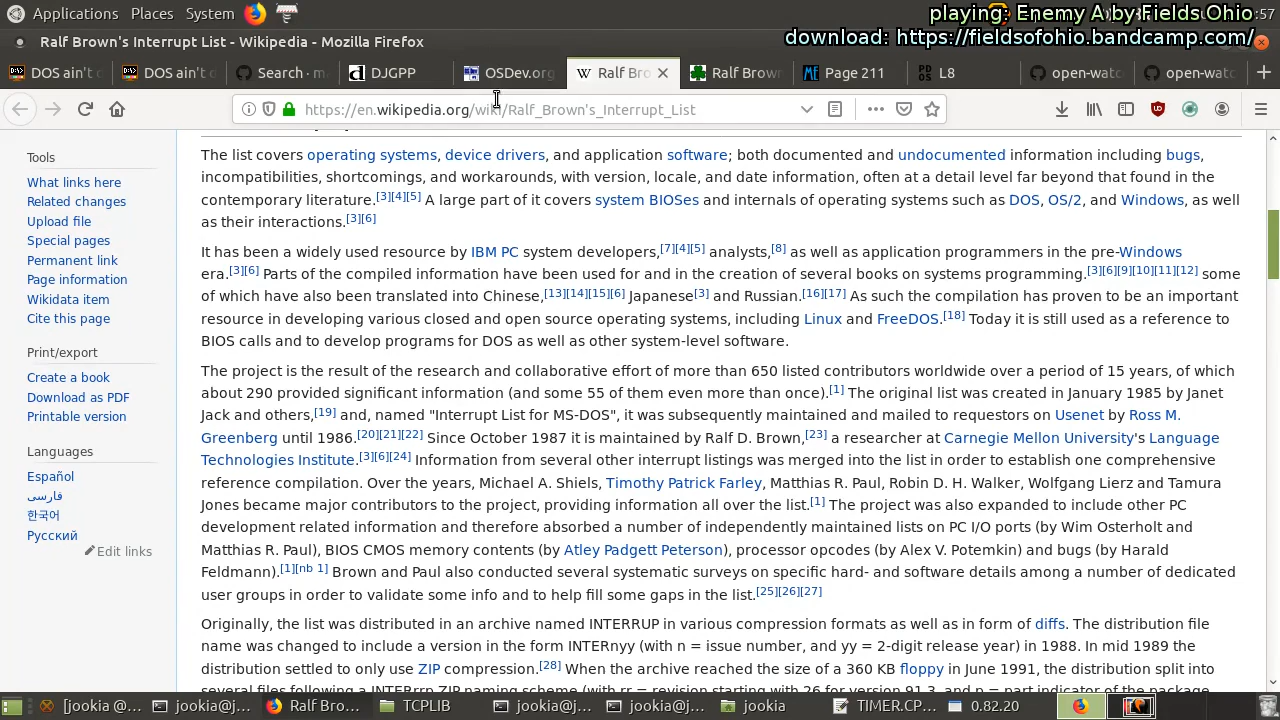 Applications Places System :57
playing: Enemy A by Fields Ohio
Ralf Brown's Interrupt List - Wikipedia - Mozilla Firefox
download: https://fieldsofohio.bandcamp.com/
DOS ain't d DOS ain't d Search · m DJGPP OSDev.org W Ralf Bro Ralf Brown Page 211 PD OS L8 open-wat open-wat
https://en.wikipedia.org/wiki/Ralf_Brown's_Interrupt_List
Tools
What links here
Related changes
Upload file
Special pages
Permanent link
Page information
Wikidata item
Cite this page
Print/export
Create a book
Download as PDF
Printable version
Languages
Español
فارسی
한국어
Русский
Edit links
The list covers operating systems, device drivers, and application software; both documented and undocumented information including bugs,
incompatibilities, shortcomings, and workarounds, with version, locale, and date information, often at a detail level far beyond that found in the
contemporary literature.[3][4][5] A large part of it covers system BIOSes and internals of operating systems such as DOS, OS/2, and Windows, as well
as their interactions.[3][6]
It has been a widely used resource by IBM PC system developers,[7][4][5] analysts,[8] as well as application programmers in the pre-Windows
era.[3][6] Parts of the compiled information have been used for and in the creation of several books on systems programming.[3][6][9][10][11][12] some
of which have also been translated into Chinese,[13][14][15][6] Japanese[3] and Russian.[16][17] As such the compilation has proven to be an important
resource in developing various closed and open source operating systems, including Linux and FreeDOS.[18] Today it is still used as a reference to
BIOS calls and to develop programs for DOS as well as other system-level software.
The project is the result of the research and collaborative effort of more than 650 listed contributors worldwide over a period of 15 years, of which
about 290 provided significant information (and some 55 of them even more than once).[1] The original list was created in January 1985 by Janet
Jack and others,[19] and, named "Interrupt List for MS-DOS", it was subsequently maintained and mailed to requestors on Usenet by Ross M.
Greenberg until 1986.[20][21][22] Since October 1987 it is maintained by Ralf D. Brown,[23] a researcher at Carnegie Mellon University's Language
Technologies Institute.[3][6][24] Information from several other interrupt listings was merged into the list in order to establish one comprehensive
reference compilation. Over the years, Michael A. Shiels, Timothy Patrick Farley, Matthias R. Paul, Robin D. H. Walker, Wolfgang Lierz and Tamura
Jones became major contributors to the project, providing information all over the list.[1] The project was also expanded to include other PC
development related information and therefore absorbed a number of independently maintained lists on PC I/O ports (by Wim Osterholt and
Matthias R. Paul), BIOS CMOS memory contents (by Atley Padgett Peterson), processor opcodes (by Alex V. Potemkin) and bugs (by Harald
Feldmann).[1][nb 1] Brown and Paul also conducted several systematic surveys on specific hard- and software details among a number of dedicated
user groups in order to validate some info and to help fill some gaps in the list.[25][26][27]
Originally, the list was distributed in an archive named INTERRUP in various compression formats as well as in form of diffs. The distribution file
name was changed to include a version in the form INTERnyy (with n = issue number, and yy = 2-digit release year) in 1988. In mid 1989 the
distribution settled to only use ZIP compression.[28] When the archive reached the size of a 360 KB floppy in June 1991, the distribution split into
several files following a INTERrrp.ZIP naming scheme (with rr = revision starting with 26 for version 91.3, and p = part indicator of the package
[jookia @... jookia@j... Ralf Bro... TCPLIB jookia@j... jookia@j... jookia TIMER.CP... 0.82.20